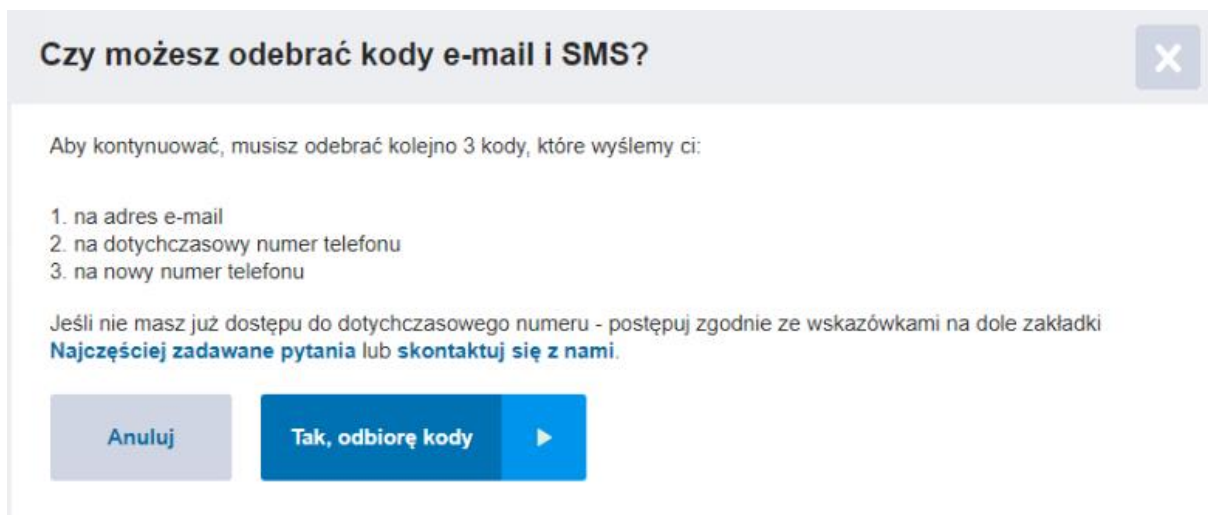 Czy możesz odebrać kody e-mail i SMS?
Aby kontynuować, musisz odebrać kolejno 3 kody, które wyślemy ci:
1. na adres e-mail
2. na dotychczasowy numer telefonu
3. na nowy numer telefonu
Jeśli nie masz już dostępu do dotychczasowego numeru - postępuj zgodnie ze wskazówkami na dole zakładki
Najczęściej zadawane pytania lub skontaktuj się z nami.
Anuluj
Tak, odbiorę kody